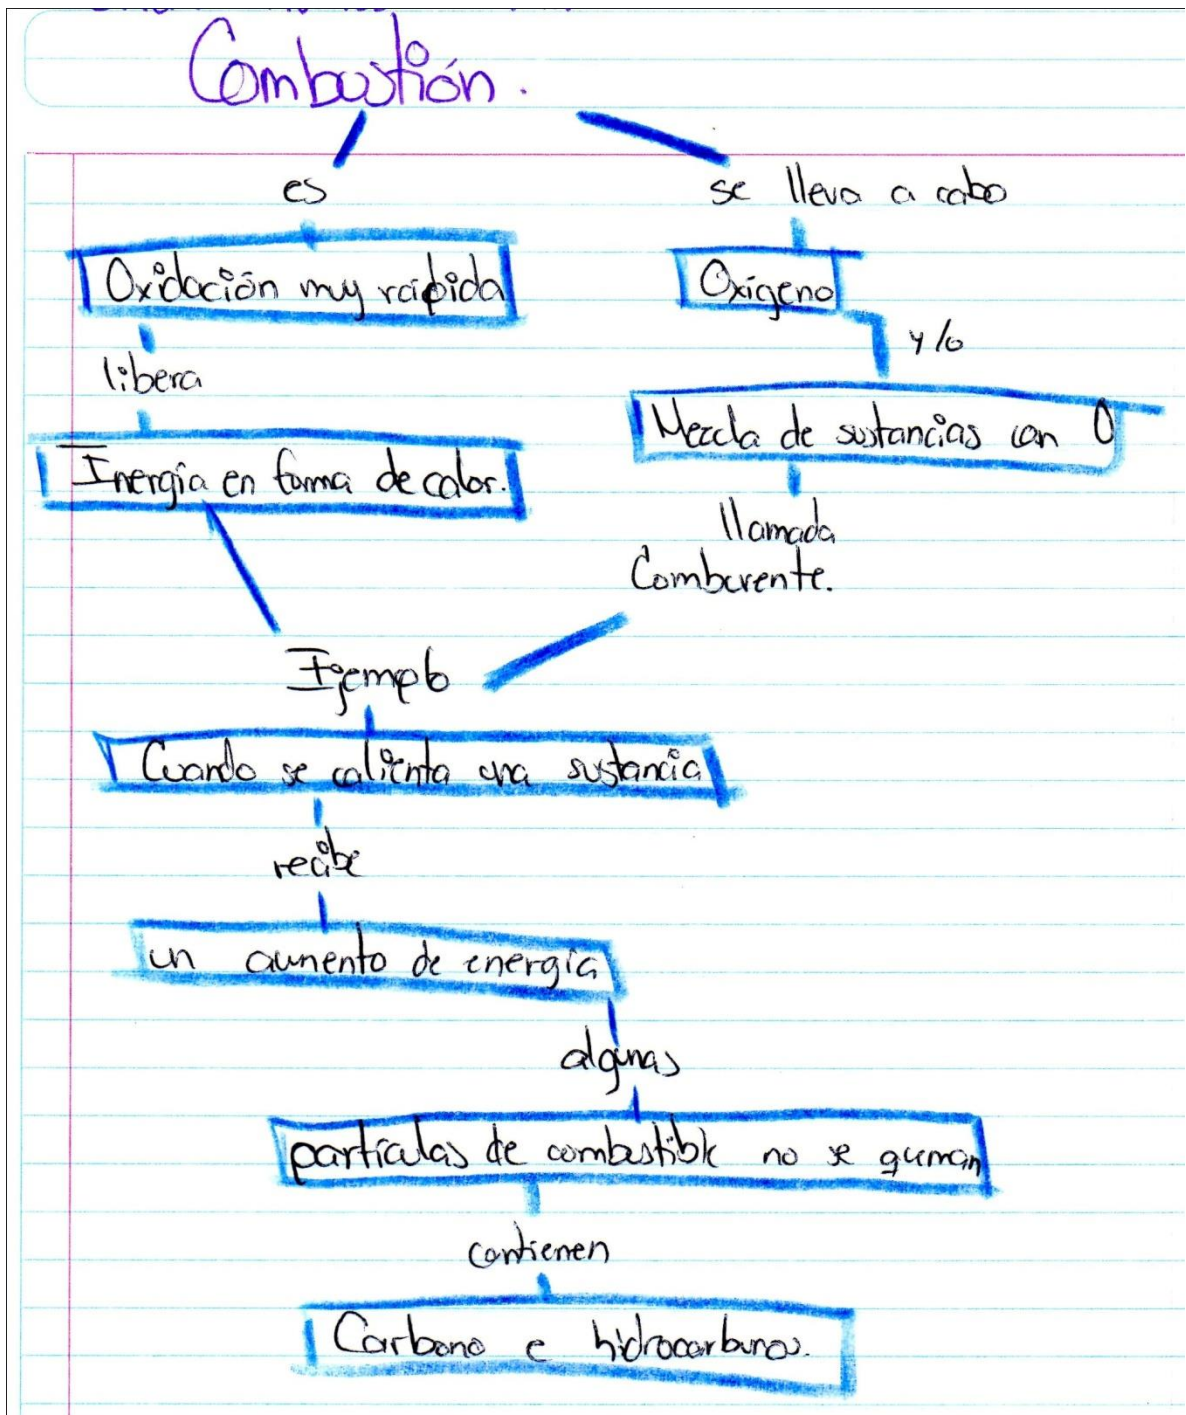 Combustión.
es
se lleva a cabo
Oxidación muy rápida
Oxígeno
y/o
libera
Mezcla de sustancias con O
Energía en forma de calor.
llamada
Comburente.
Ejemplo
Cuando se calienta una sustancia
recibe
un aumento de energía
algunas
partículas de combustible no se queman
contienen
Carbono e hidrocarburos.